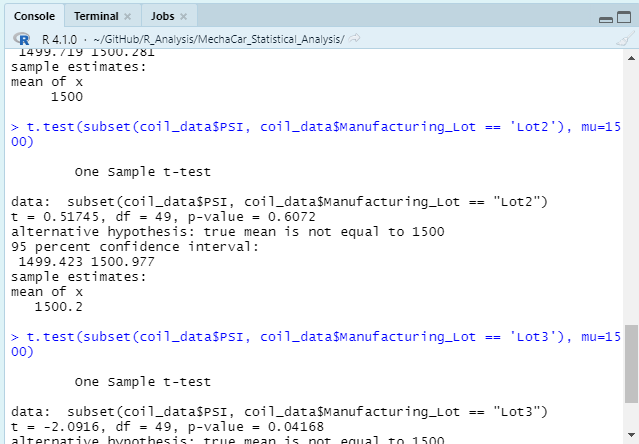 Console Terminal × Jobs ×
R R 4.1.0 · ~/GitHub/R_Analysis/MechaCar_Statistical_Analysis/
1499.719 1500.281
sample estimates:
mean of x
1500
> t.test(subset(coil_data$PSI, coil_data$Manufacturing_Lot == 'Lot2'), mu=15
00)
One Sample t-test
data:  subset(coil_data$PSI, coil_data$Manufacturing_Lot == "Lot2")
t = 0.51745, df = 49, p-value = 0.6072
alternative hypothesis: true mean is not equal to 1500
95 percent confidence interval:
1499.423 1500.977
sample estimates:
mean of x
1500.2
> t.test(subset(coil_data$PSI, coil_data$Manufacturing_Lot == 'Lot3'), mu=15
00)
One Sample t-test
data:  subset(coil_data$PSI, coil_data$Manufacturing_Lot == "Lot3")
t = -2.0916, df = 49, p-value = 0.04168
alternative hypothesis: true mean is not equal to 1500